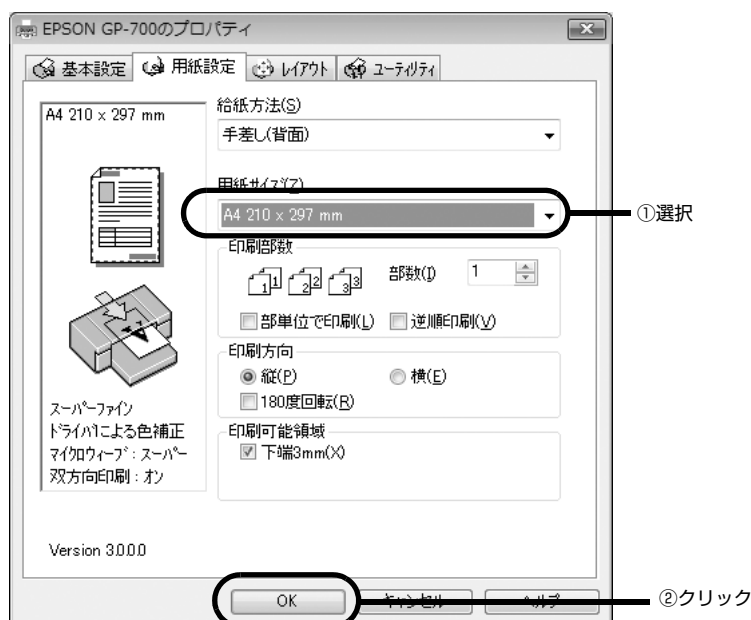 EPSON GP-700のプロパティ
基本設定 用紙設定 レイアウト ユーティリティ
A4 210 x 297 mm
スーパーファイン
ドライバによる色補正
マイクロウィーブ：スーパー
双方向印刷：オン
Version 3.0.0.0
給紙方法(S)
手差し(背面)
用紙サイズ(Z)
A4 210 x 297 mm
①選択
印刷部数
1 1 2 2 3 3
部数(I) 1
部単位で印刷(L) 逆順印刷(V)
印刷方向
縦(P) 横(E)
180度回転(R)
印刷可能領域
下端3mm(X)
OK キャンセル ヘルプ
②クリック